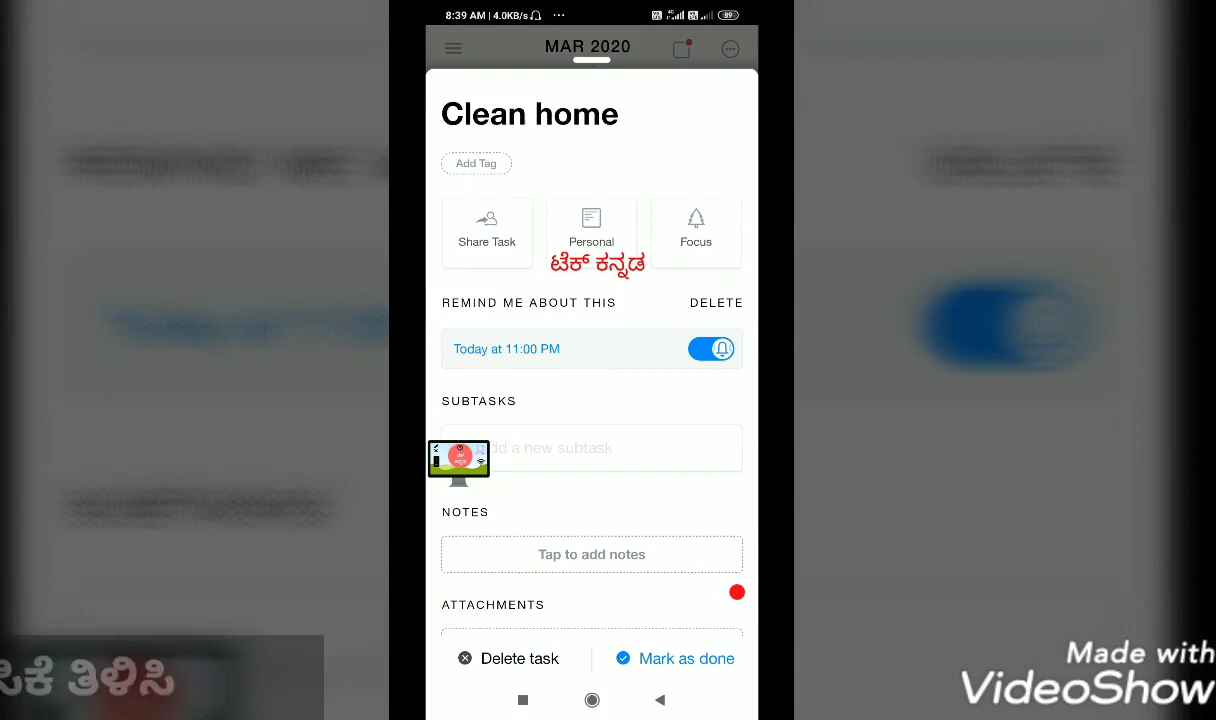 8:39 AM | 4.0KB/s ... 89
MAR 2020
Clean home
Add Tag
Share Task
Personal
Focus
ಟೆಕ್ ಕನ್ನಡ
REMIND ME ABOUT THIS
DELETE
Today at 11:00 PM
SUBTASKS
dd a new subtask
NOTES
Tap to add notes
ATTACHMENTS
Delete task
Mark as done
ತಿಳಿಸಿ
Made with
VideoShow